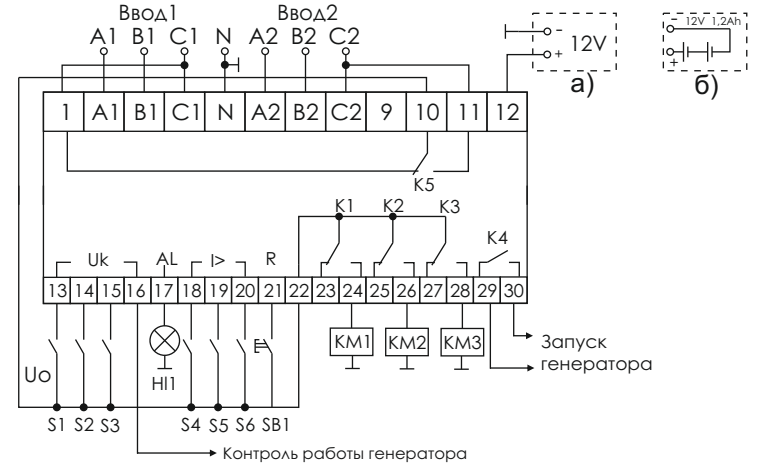 Ввод1 Ввод2
A1 B1 C1 N A2 B2 C2
- + 12V
- 12V 1,2Ah +
а) б)
1 A1 B1 C1 N A2 B2 C2 9 10 11 12
K5
K1 K2 K3
K4
Uk AL I> R
13 14 15 16 17 18 19 20 21 22 23 24 25 26 27 28 29 30
Uo
HI1
KM1 KM2 KM3
Запуск
генератора
S1 S2 S3 S4 S5 S6 SB1
Контроль работы генератора